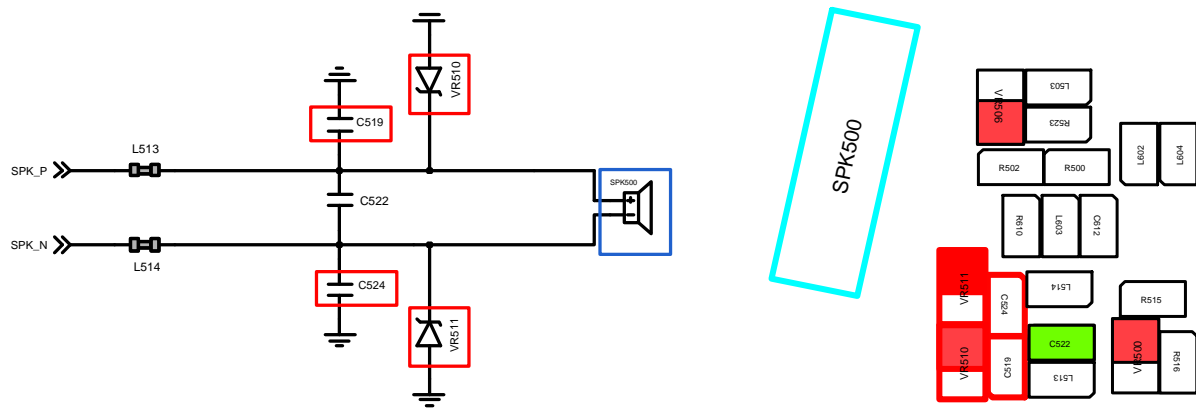 VR510
C519
L513
SPK_P
SPK500
C522
SPK_N
L514
C524
VR511
SPK500
VR506
L503
R523
R502
R500
L602
L604
R610
L603
C612
VR511
C524
L514
R515
VR510
C519
C522
L513
VR500
R516